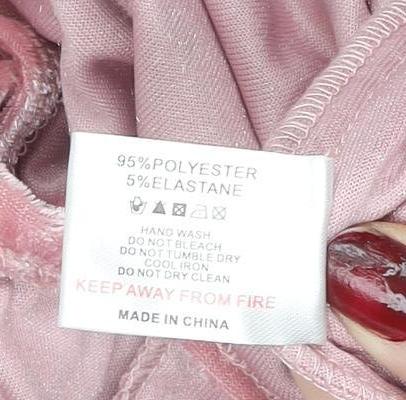 95%POLYESTER
5%ELASTANE
HAND WASH
DO NOT BLEACH
DO NOT TUMBLE DRY
COOL IRON
DO NOT DRY CLEAN
KEEP AWAY FROM FIRE
MADE IN CHINA